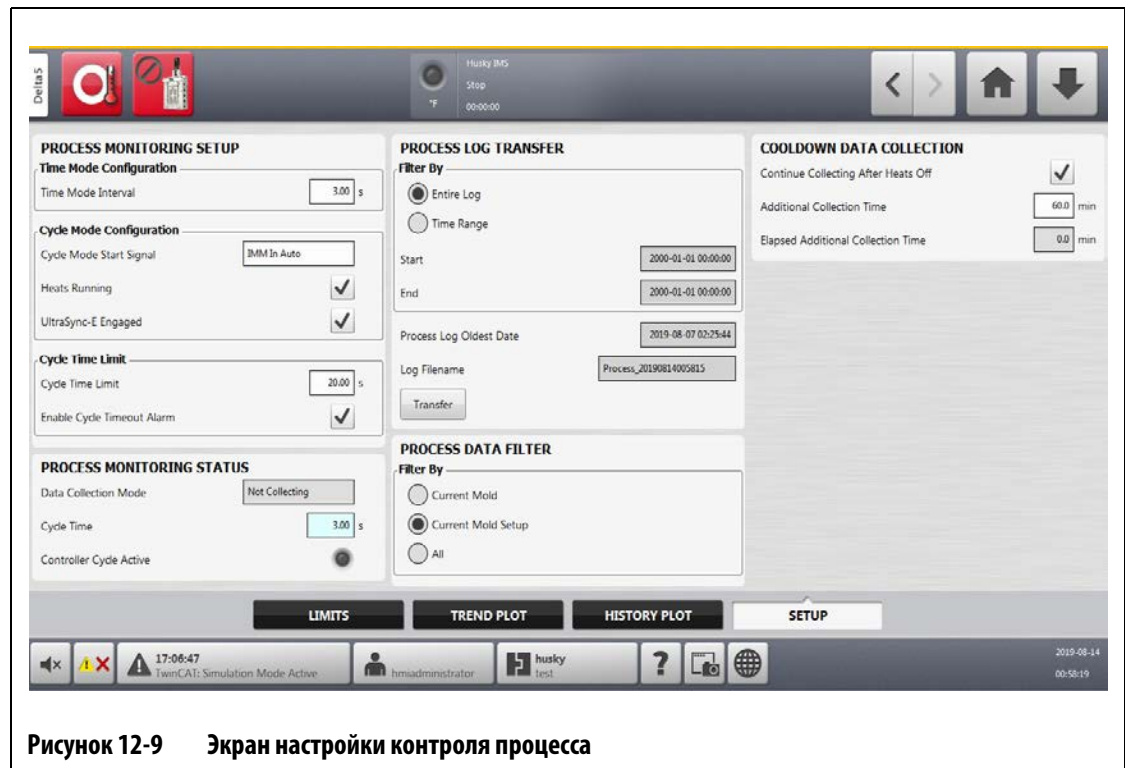 Delta5
Husky IMS
Stop
°F 00:00:00
PROCESS MONITORING SETUP
Time Mode Configuration
Time Mode Interval 3.00 s
Cycle Mode Configuration
Cycle Mode Start Signal IMM In Auto
Heats Running
UltraSync-E Engaged
Cycle Time Limit
Cycle Time Limit 20.00 s
Enable Cycle Timeout Alarm
PROCESS MONITORING STATUS
Data Collection Mode Not Collecting
Cycle Time 3.00 s
Controller Cycle Active
PROCESS LOG TRANSFER
Filter By
Entire Log
Time Range
Start 2000-01-01 00:00:00
End 2000-01-01 00:00:00
Process Log Oldest Date 2019-08-07 02:25:44
Log Filename Process_20190814005815
Transfer
PROCESS DATA FILTER
Filter By
Current Mold
Current Mold Setup
All
COOLDOWN DATA COLLECTION
Continue Collecting After Heats Off
Additional Collection Time 60.0 min
Elapsed Additional Collection Time 0.0 min
LIMITS TREND PLOT HISTORY PLOT SETUP
17:06:47
TwinCAT: Simulation Mode Active
hmiadministrator
husky
test
?
2019-08-14
00:58:19
Рисунок 12-9 Экран настройки контроля процесса